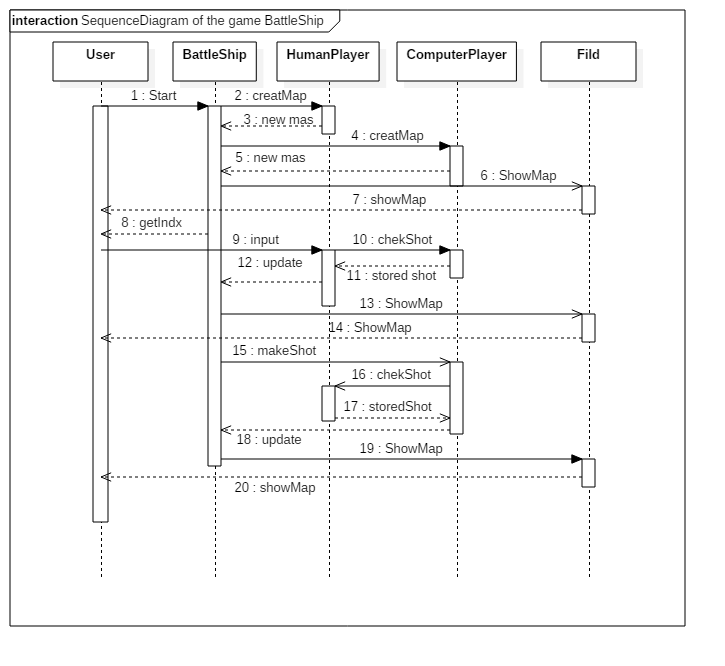 interaction SequenceDiagram of the game BattleShip
User BattleShip HumanPlayer ComputerPlayer Fild
1 : Start 2 : creatMap
3 : new mas
4 : creatMap
5 : new mas
6 : ShowMap
7 : showMap
8 : getIndx
9 : input 10 : chekShot
12 : update
11 : stored shot
13 : ShowMap
14 : ShowMap
15 : makeShot
16 : chekShot
17 : storedShot
18 : update
19 : ShowMap
20 : showMap